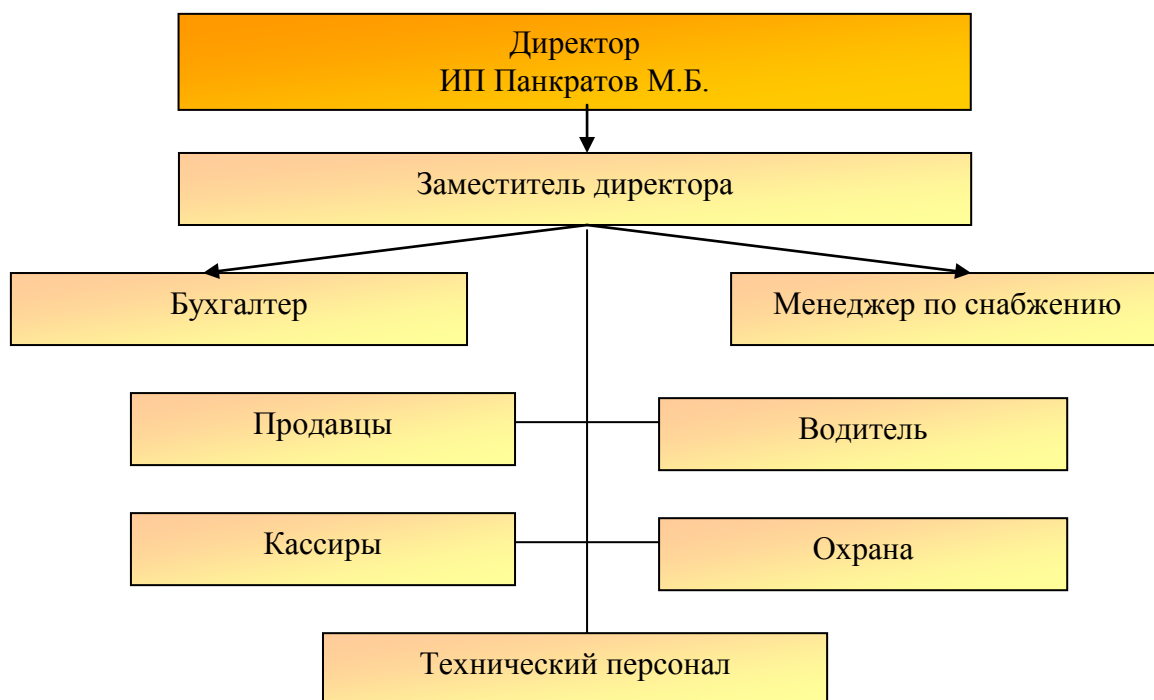 Директор
ИП Панкратов М.Б.
Заместитель директора
Бухгалтер
Менеджер по снабжению
Продавцы
Водитель
Кассиры
Охрана
Технический персонал